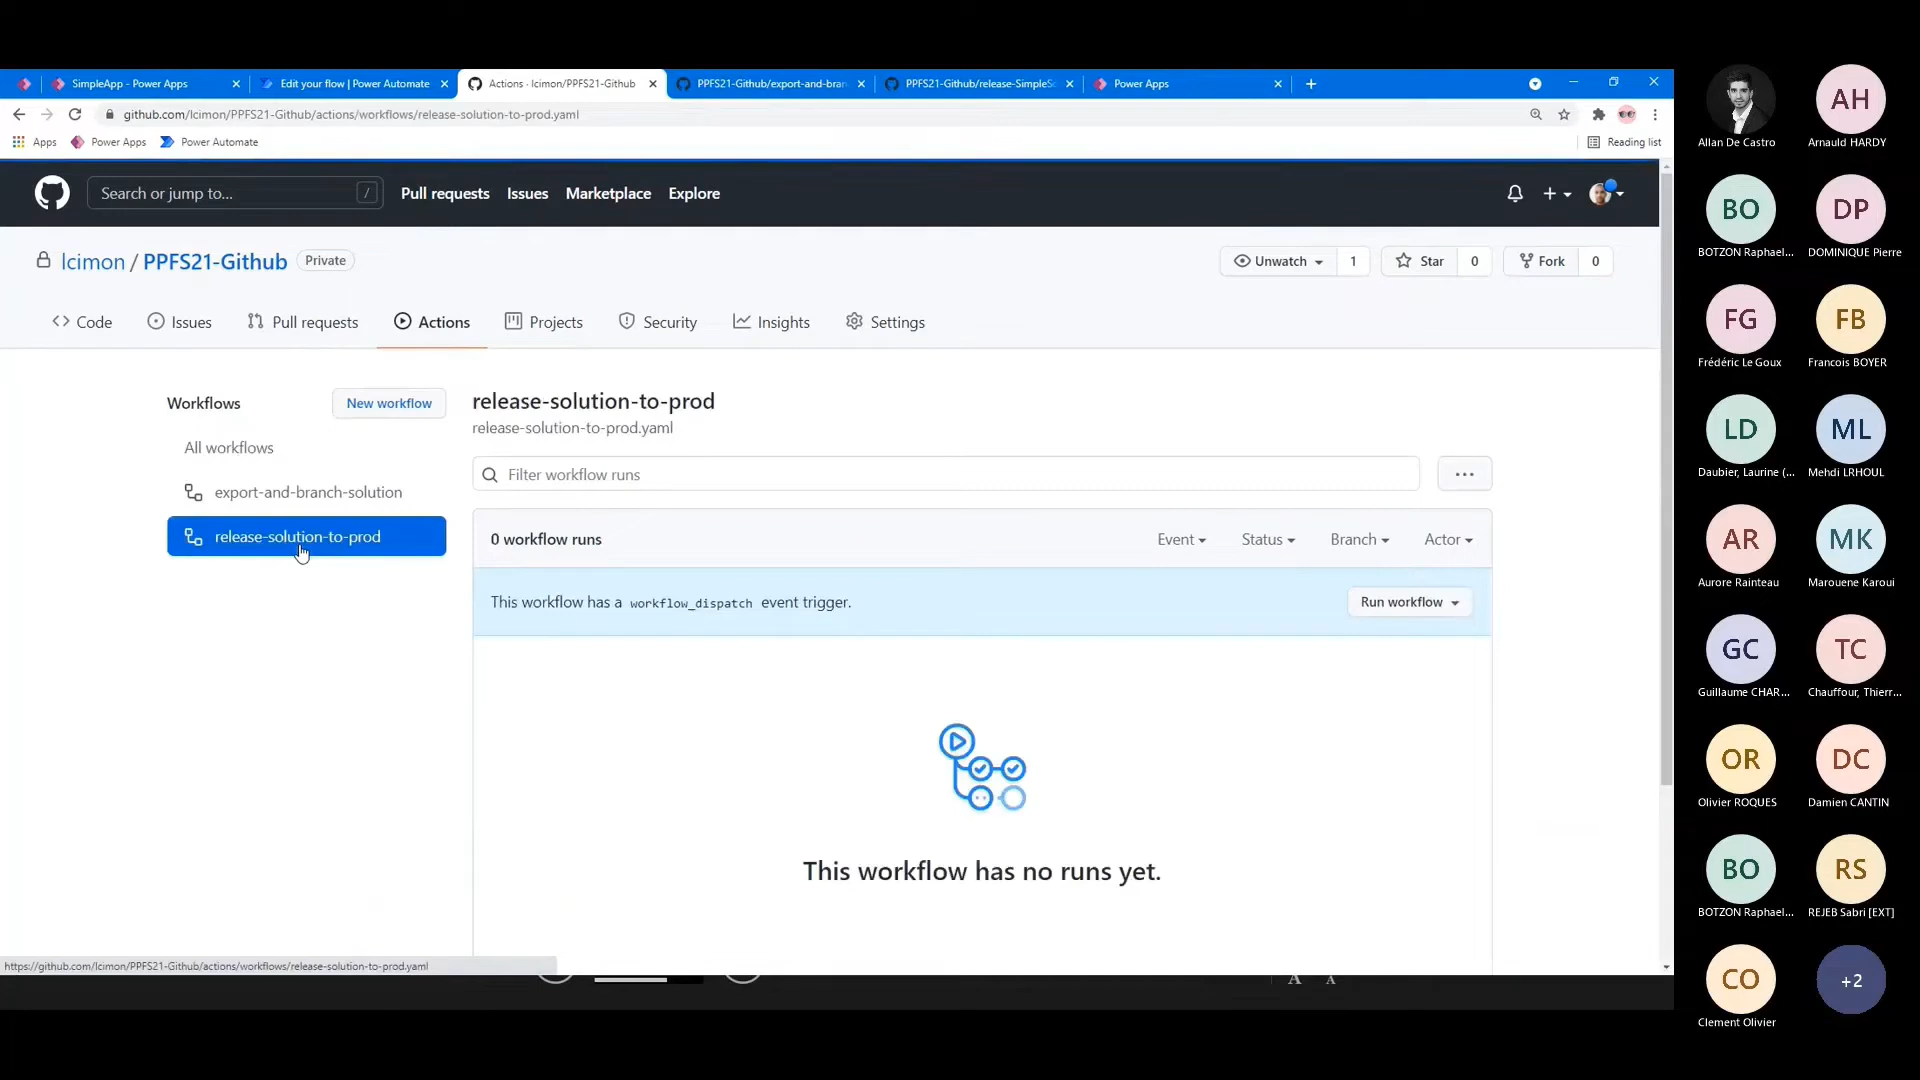 SimpleApp - Power Apps
Edit your flow | Power Automate
Actions · lcimon/PPFS21-Github
PPFS21-Github/export-and-bran
PPFS21-Github/release-SimpleSo
Power Apps
github.com/lcimon/PPFS21-Github/actions/workflows/release-solution-to-prod.yaml
Apps
Power Apps
Power Automate
Reading list
Search or jump to...
/
Pull requests
Issues
Marketplace
Explore
lcimon / PPFS21-Github
Private
Unwatch
1
Star
0
Fork
0
Code
Issues
Pull requests
Actions
Projects
Security
Insights
Settings
Workflows
New workflow
All workflows
export-and-branch-solution
release-solution-to-prod
release-solution-to-prod
release-solution-to-prod.yaml
Filter workflow runs
...
0 workflow runs
Event
Status
Branch
Actor
This workflow has a workflow_dispatch event trigger.
Run workflow
This workflow has no runs yet.
https://github.com/lcimon/PPFS21-Github/actions/workflows/release-solution-to-prod.yaml
A A
Allan De Castro
AH
Arnauld HARDY
BO
BOTZON Raphael...
DP
DOMINIQUE Pierre
FG
Frédéric Le Goux
FB
Francois BOYER
LD
Daubier, Laurine (...
ML
Mehdi LRHOUL
AR
Aurore Rainteau
MK
Marouene Karoui
GC
Guillaume CHAR...
TC
Chauffour, Thierr...
OR
Olivier ROQUES
DC
Damien CANTIN
BO
BOTZON Raphael...
RS
REJEB Sabri [EXT]
CO
Clement Olivier
+2